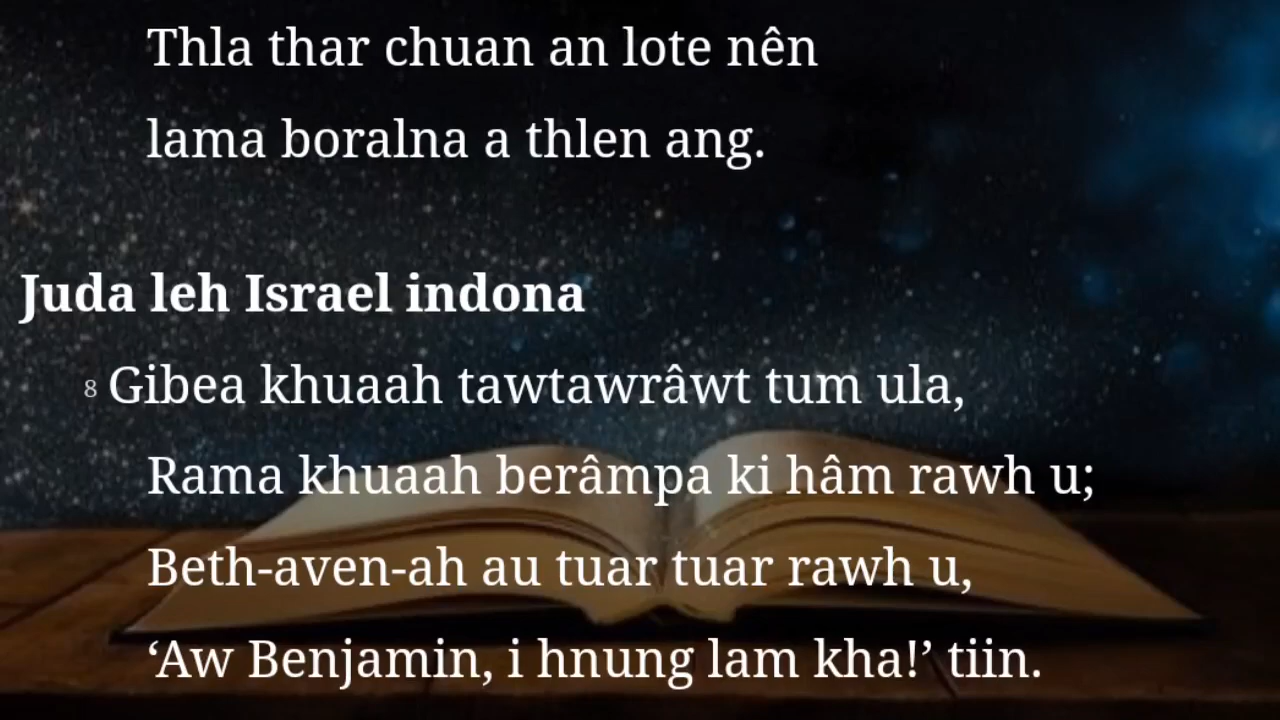 Thla thar chuan an lote nên
lama boralna a thlen ang.
Juda leh Israel indona
8 Gibea khuaah tawtawrâwt tum ula,
Rama khuaah berâmpa ki hâm rawh u;
Beth-aven-ah au tuar tuar rawh u,
‘Aw Benjamin, i hnung lam kha!’ tiin.